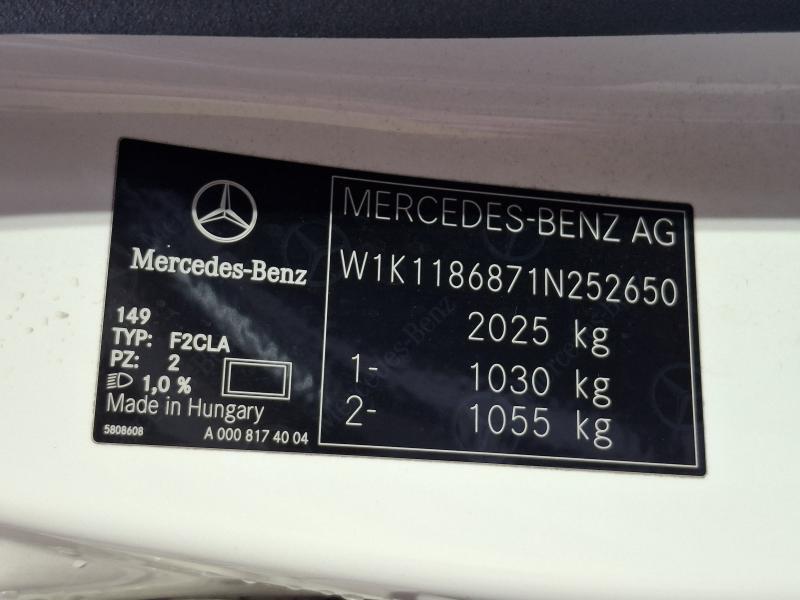 Mercedes-Benz
149
TYP: F2CLA
PZ: 2
1,0 %
Made in Hungary
5808608
A 000 817 40 04
MERCEDES-BENZ AG
W1K1186871N252650
2025 kg
1- 1030 kg
2- 1055 kg